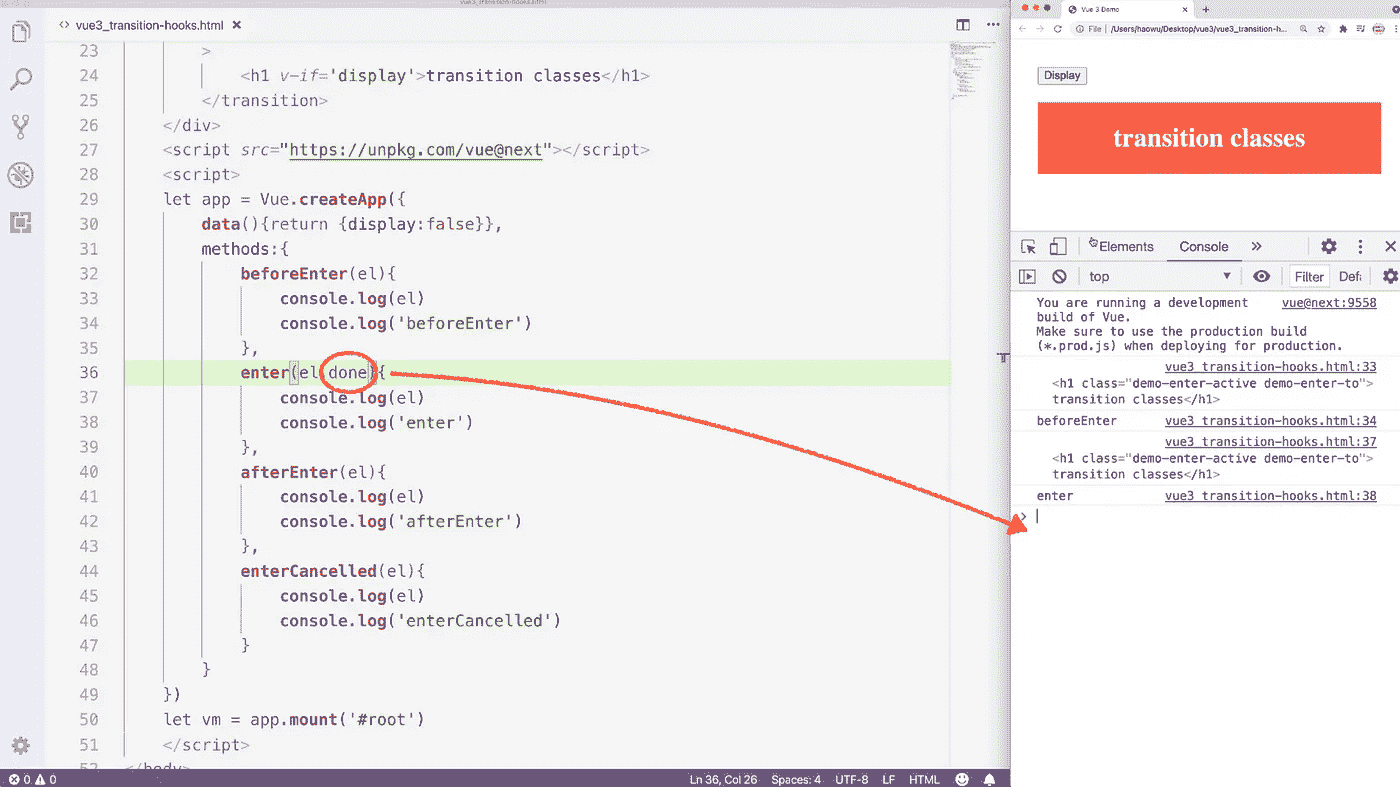 vue3_transition-hooks.html
vue3_transition-hooks.html ×
23 >
24 <h1 v-if='display'>transition classes</h1>
25 </transition>
26 </div>
27 <script src="https://unpkg.com/vue@next"></script>
28 <script>
29 let app = Vue.createApp({
30 data(){return {display:false}},
31 methods:{
32 beforeEnter(el){
33 console.log(el)
34 console.log('beforeEnter')
35 },
36 enter(el,done){
37 console.log(el)
38 console.log('enter')
39 },
40 afterEnter(el){
41 console.log(el)
42 console.log('afterEnter')
43 },
44 enterCancelled(el){
45 console.log(el)
46 console.log('enterCancelled')
47 }
48 }
49 })
50 let vm = app.mount('#root')
51 </script>
52 </body>
0 0 Ln 36, Col 26 Spaces: 4 UTF-8 LF HTML
Vue 3 Demo
File | /Users/haowu/Desktop/vue3/vue3_transition-h...
Display
transition classes
Elements Console »
top Filter Defa
You are running a development vue@next:9558
build of Vue.
Make sure to use the production build
(*.prod.js) when deploying for production.
vue3_transition-hooks.html:33
<h1 class="demo-enter-active demo-enter-to">
transition classes</h1>
beforeEnter vue3_transition-hooks.html:34
vue3_transition-hooks.html:37
<h1 class="demo-enter-active demo-enter-to">
transition classes</h1>
enter vue3_transition-hooks.html:38
>